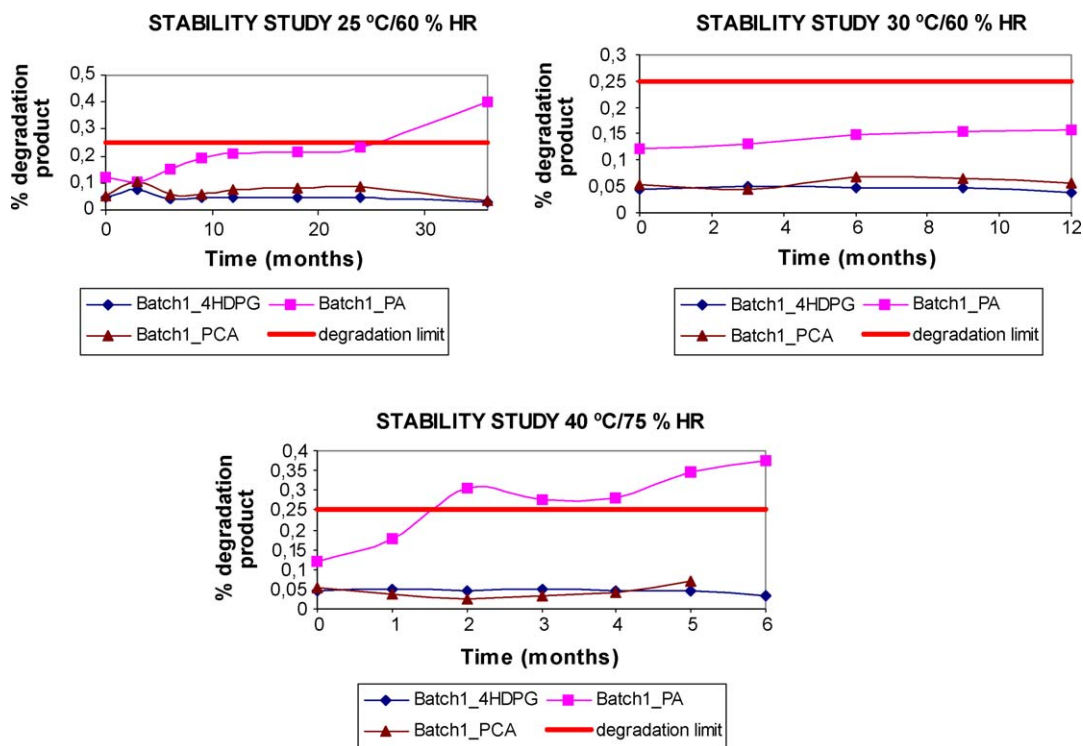 STABILITY STUDY 25 ºC/60 % HR
% degradation
product
0,5
0,4
0,3
0,2
0,1
0
0 10 20 30
Time (months)
Batch1_4HDPG Batch1_PA
Batch1_PCA degradation limit
STABILITY STUDY 30 ºC/60 % HR
% degradation
product
0,3
0,25
0,2
0,15
0,1
0,05
0
0 2 4 6 8 10 12
Time (months)
Batch1_4HDPG Batch1_PA
Batch1_PCA degradation limit
STABILITY STUDY 40 ºC/75 % HR
% degradation
product
0,4
0,35
0,3
0,25
0,2
0,15
0,1
0,05
0
0 1 2 3 4 5 6
Time (months)
Batch1_4HDPG Batch1_PA
Batch1_PCA degradation limit